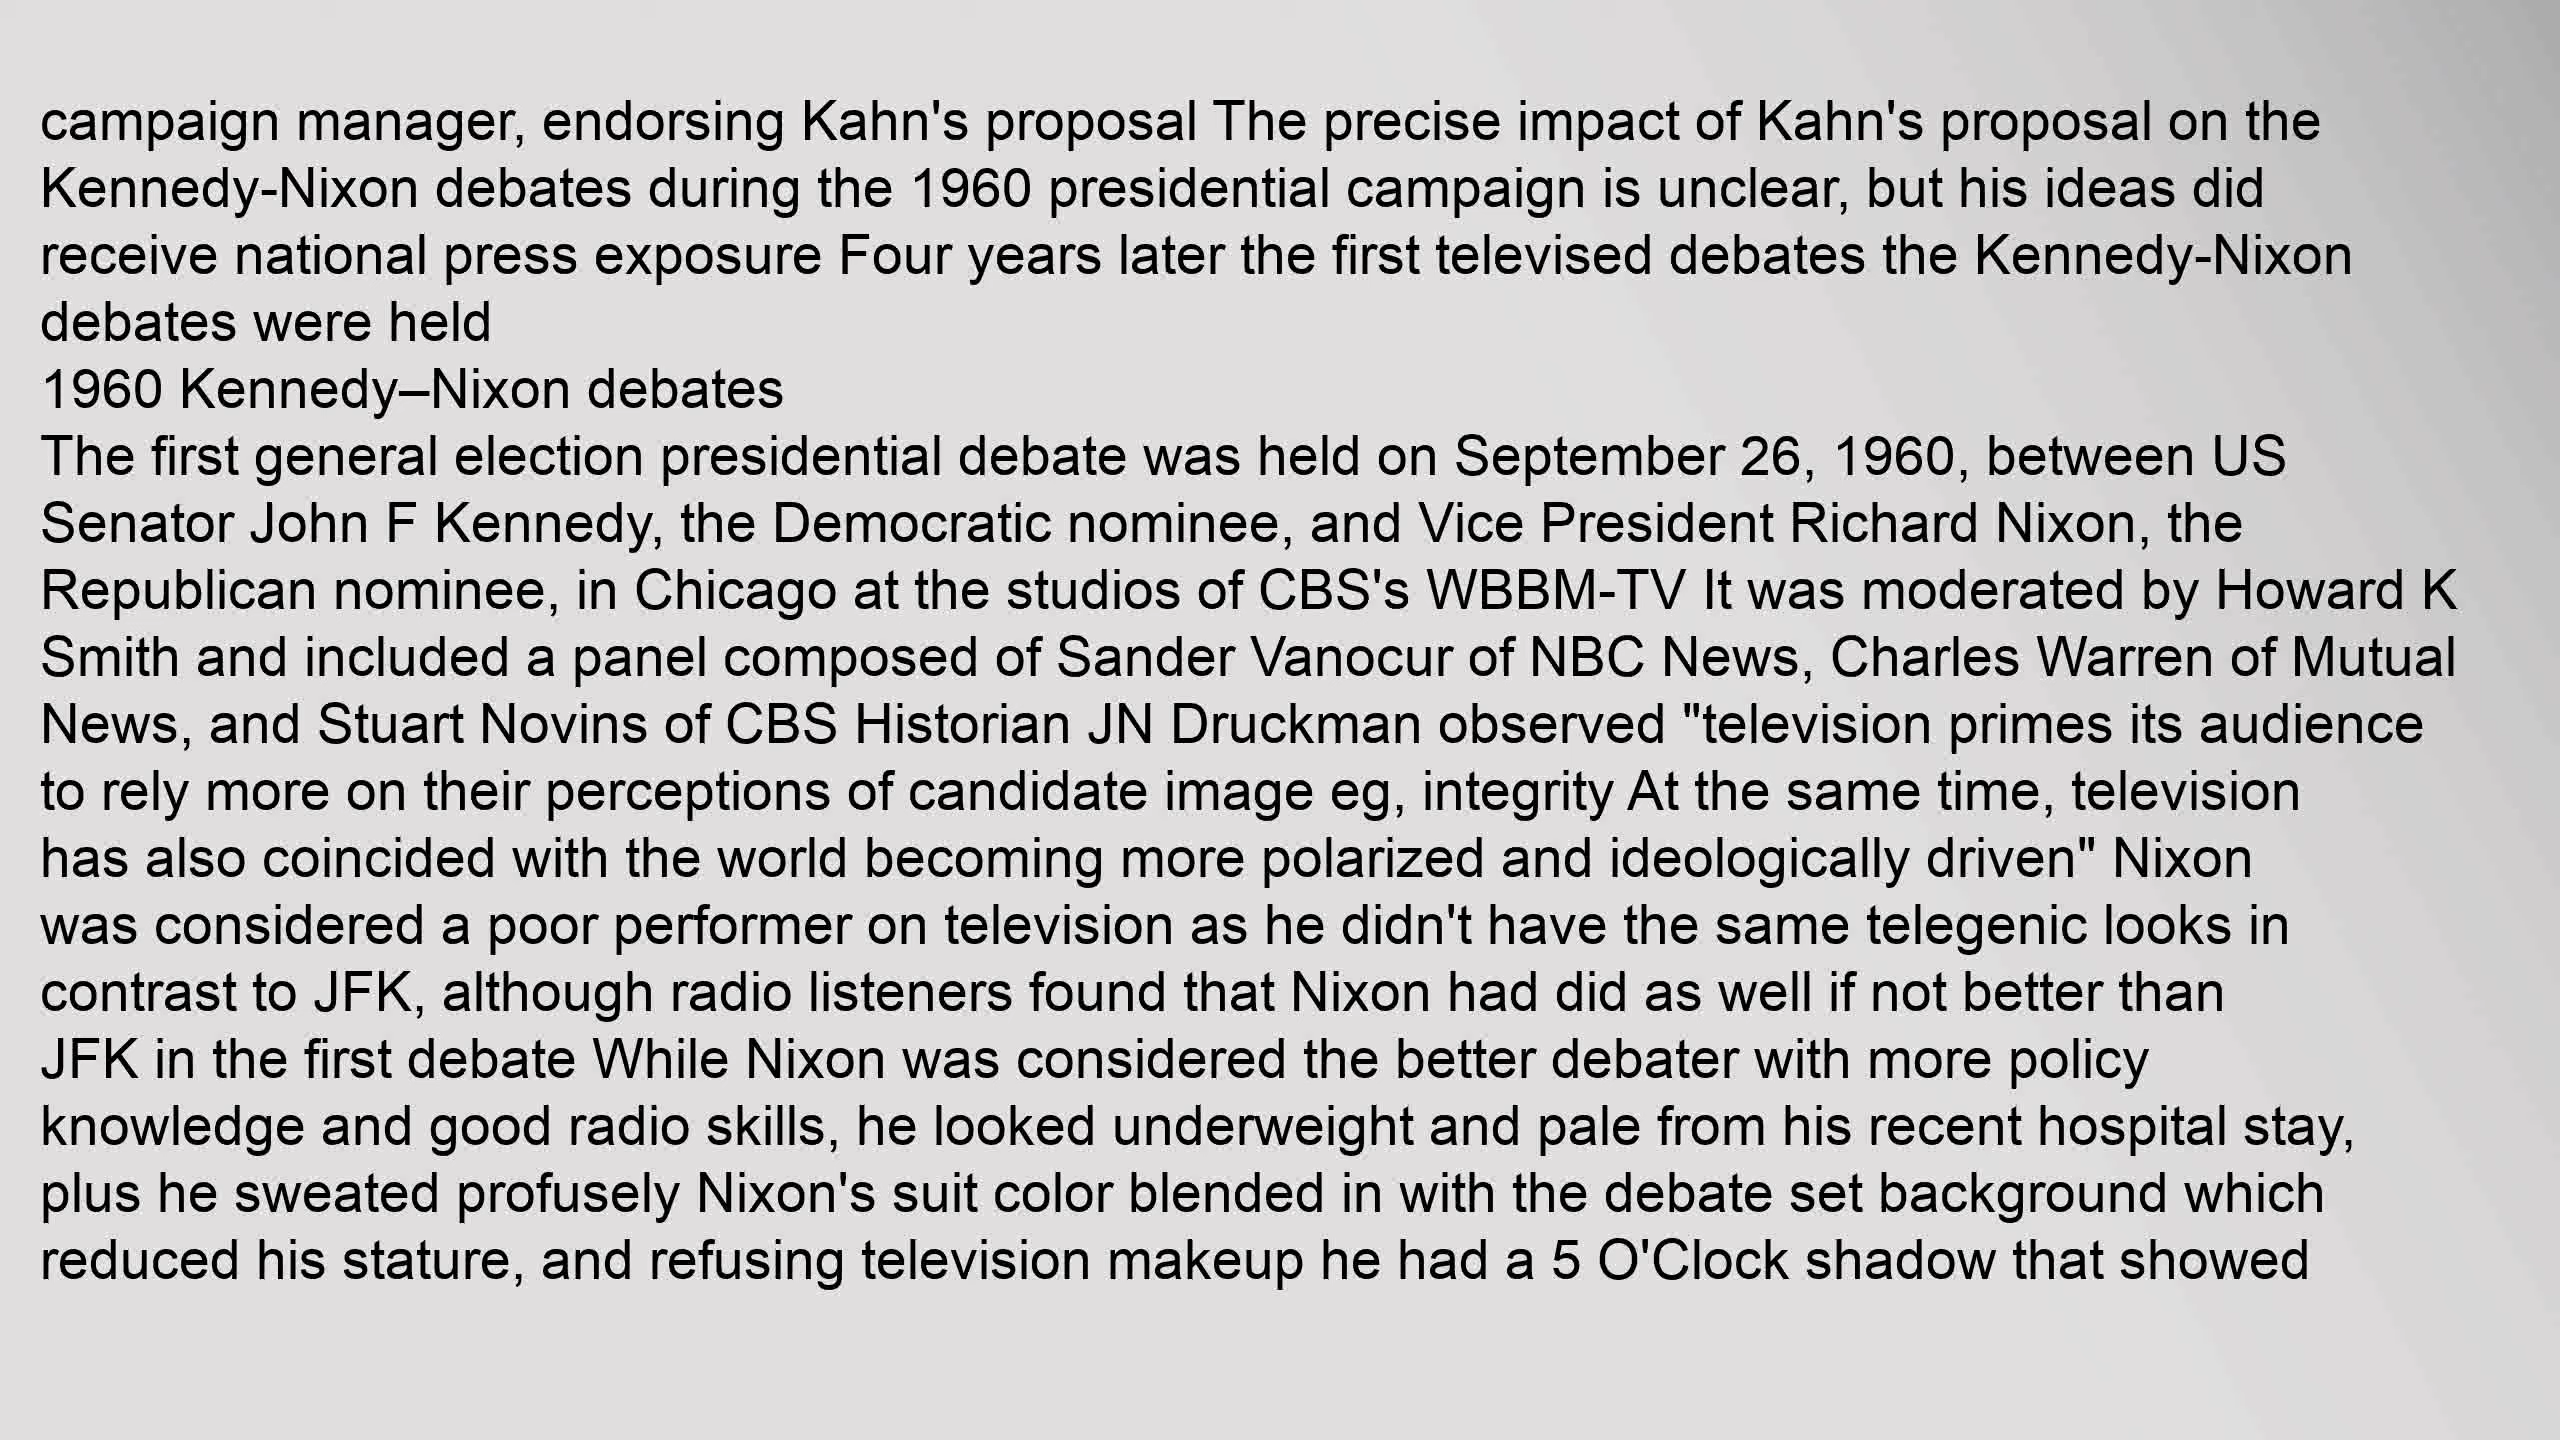 campaign manager, endorsing Kahn's proposal The precise impact of Kahn's proposal on the
Kennedy-Nixon debates during the 1960 presidential campaign is unclear, but his ideas did
receive national press exposure Four years later the first televised debates the Kennedy-Nixon
debates were held
1960 Kennedy–Nixon debates
The first general election presidential debate was held on September 26, 1960, between US
Senator John F Kennedy, the Democratic nominee, and Vice President Richard Nixon, the
Republican nominee, in Chicago at the studios of CBS's WBBM-TV It was moderated by Howard K
Smith and included a panel composed of Sander Vanocur of NBC News, Charles Warren of Mutual
News, and Stuart Novins of CBS Historian JN Druckman observed "television primes its audience
to rely more on their perceptions of candidate image eg, integrity At the same time, television
has also coincided with the world becoming more polarized and ideologically driven" Nixon
was considered a poor performer on television as he didn't have the same telegenic looks in
contrast to JFK, although radio listeners found that Nixon had did as well if not better than
JFK in the first debate While Nixon was considered the better debater with more policy
knowledge and good radio skills, he looked underweight and pale from his recent hospital stay,
plus he sweated profusely Nixon's suit color blended in with the debate set background which
reduced his stature, and refusing television makeup he had a 5 O'Clock shadow that showed